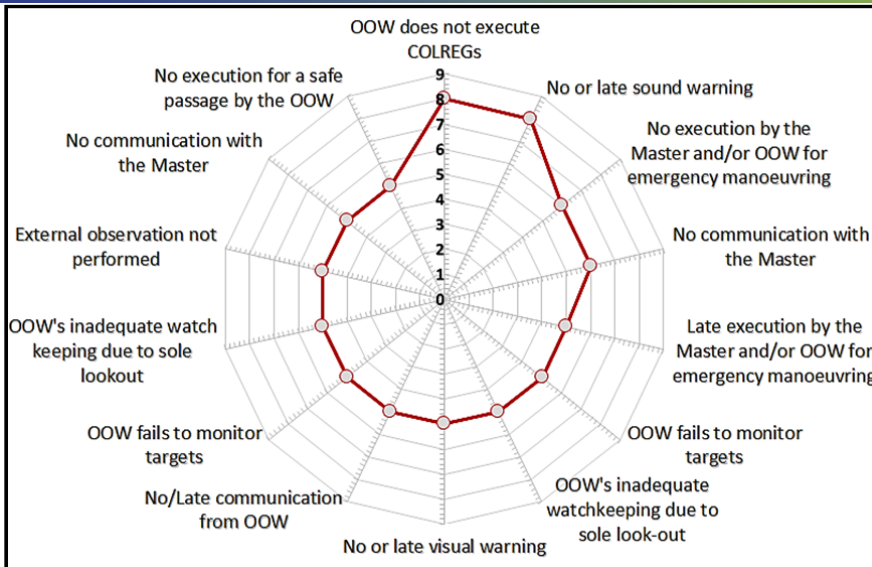 OOW does not execute
COLREGs
No or late sound warning
No execution by the
Master and/or OOW for
emergency manoeuvring
No communication with
the Master
Late execution by the
Master and/or OOW for
emergency manoeuvring
OOW fails to monitor
targets
OOW's inadequate
watchkeeping due to
sole look-out
No or late visual warning
No/Late communication
from OOW
OOW fails to monitor
targets
OOW's inadequate watch
keeping due to sole
lookout
External observation not
performed
No communication with
the Master
No execution for a safe
passage by the OOW
9
8
7
6
5
4
3
2
1
0